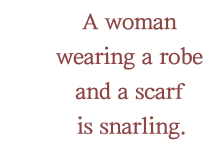 A woman
wearing a robe
and a scarf
is snarling.